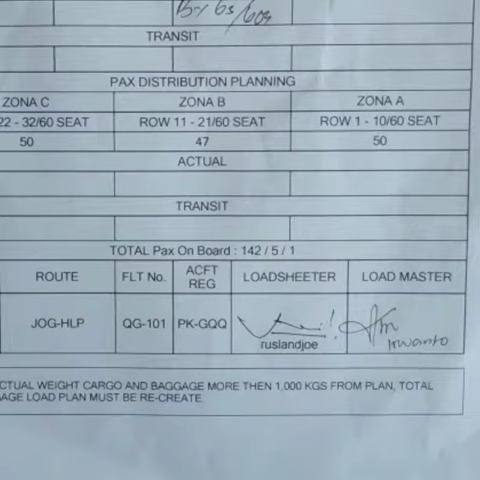 TRANSIT
PAX DISTRIBUTION PLANNING
ZONA C ZONA B ZONA A
22 - 32/60 SEAT ROW 11 - 21/60 SEAT ROW 1 - 10/60 SEAT
50 47 50
ACTUAL
TRANSIT
TOTAL Pax On Board : 142 / 5 / 1
ROUTE FLT No. ACFT REG LOADSHEETER LOAD MASTER
JOG-HLP QG-101 PK-GQQ ruslandjoe Irwanto
CTUAL WEIGHT CARGO AND BAGGAGE MORE THEN 1,000 KGS FROM PLAN, TOTAL
AGE LOAD PLAN MUST BE RE-CREATE